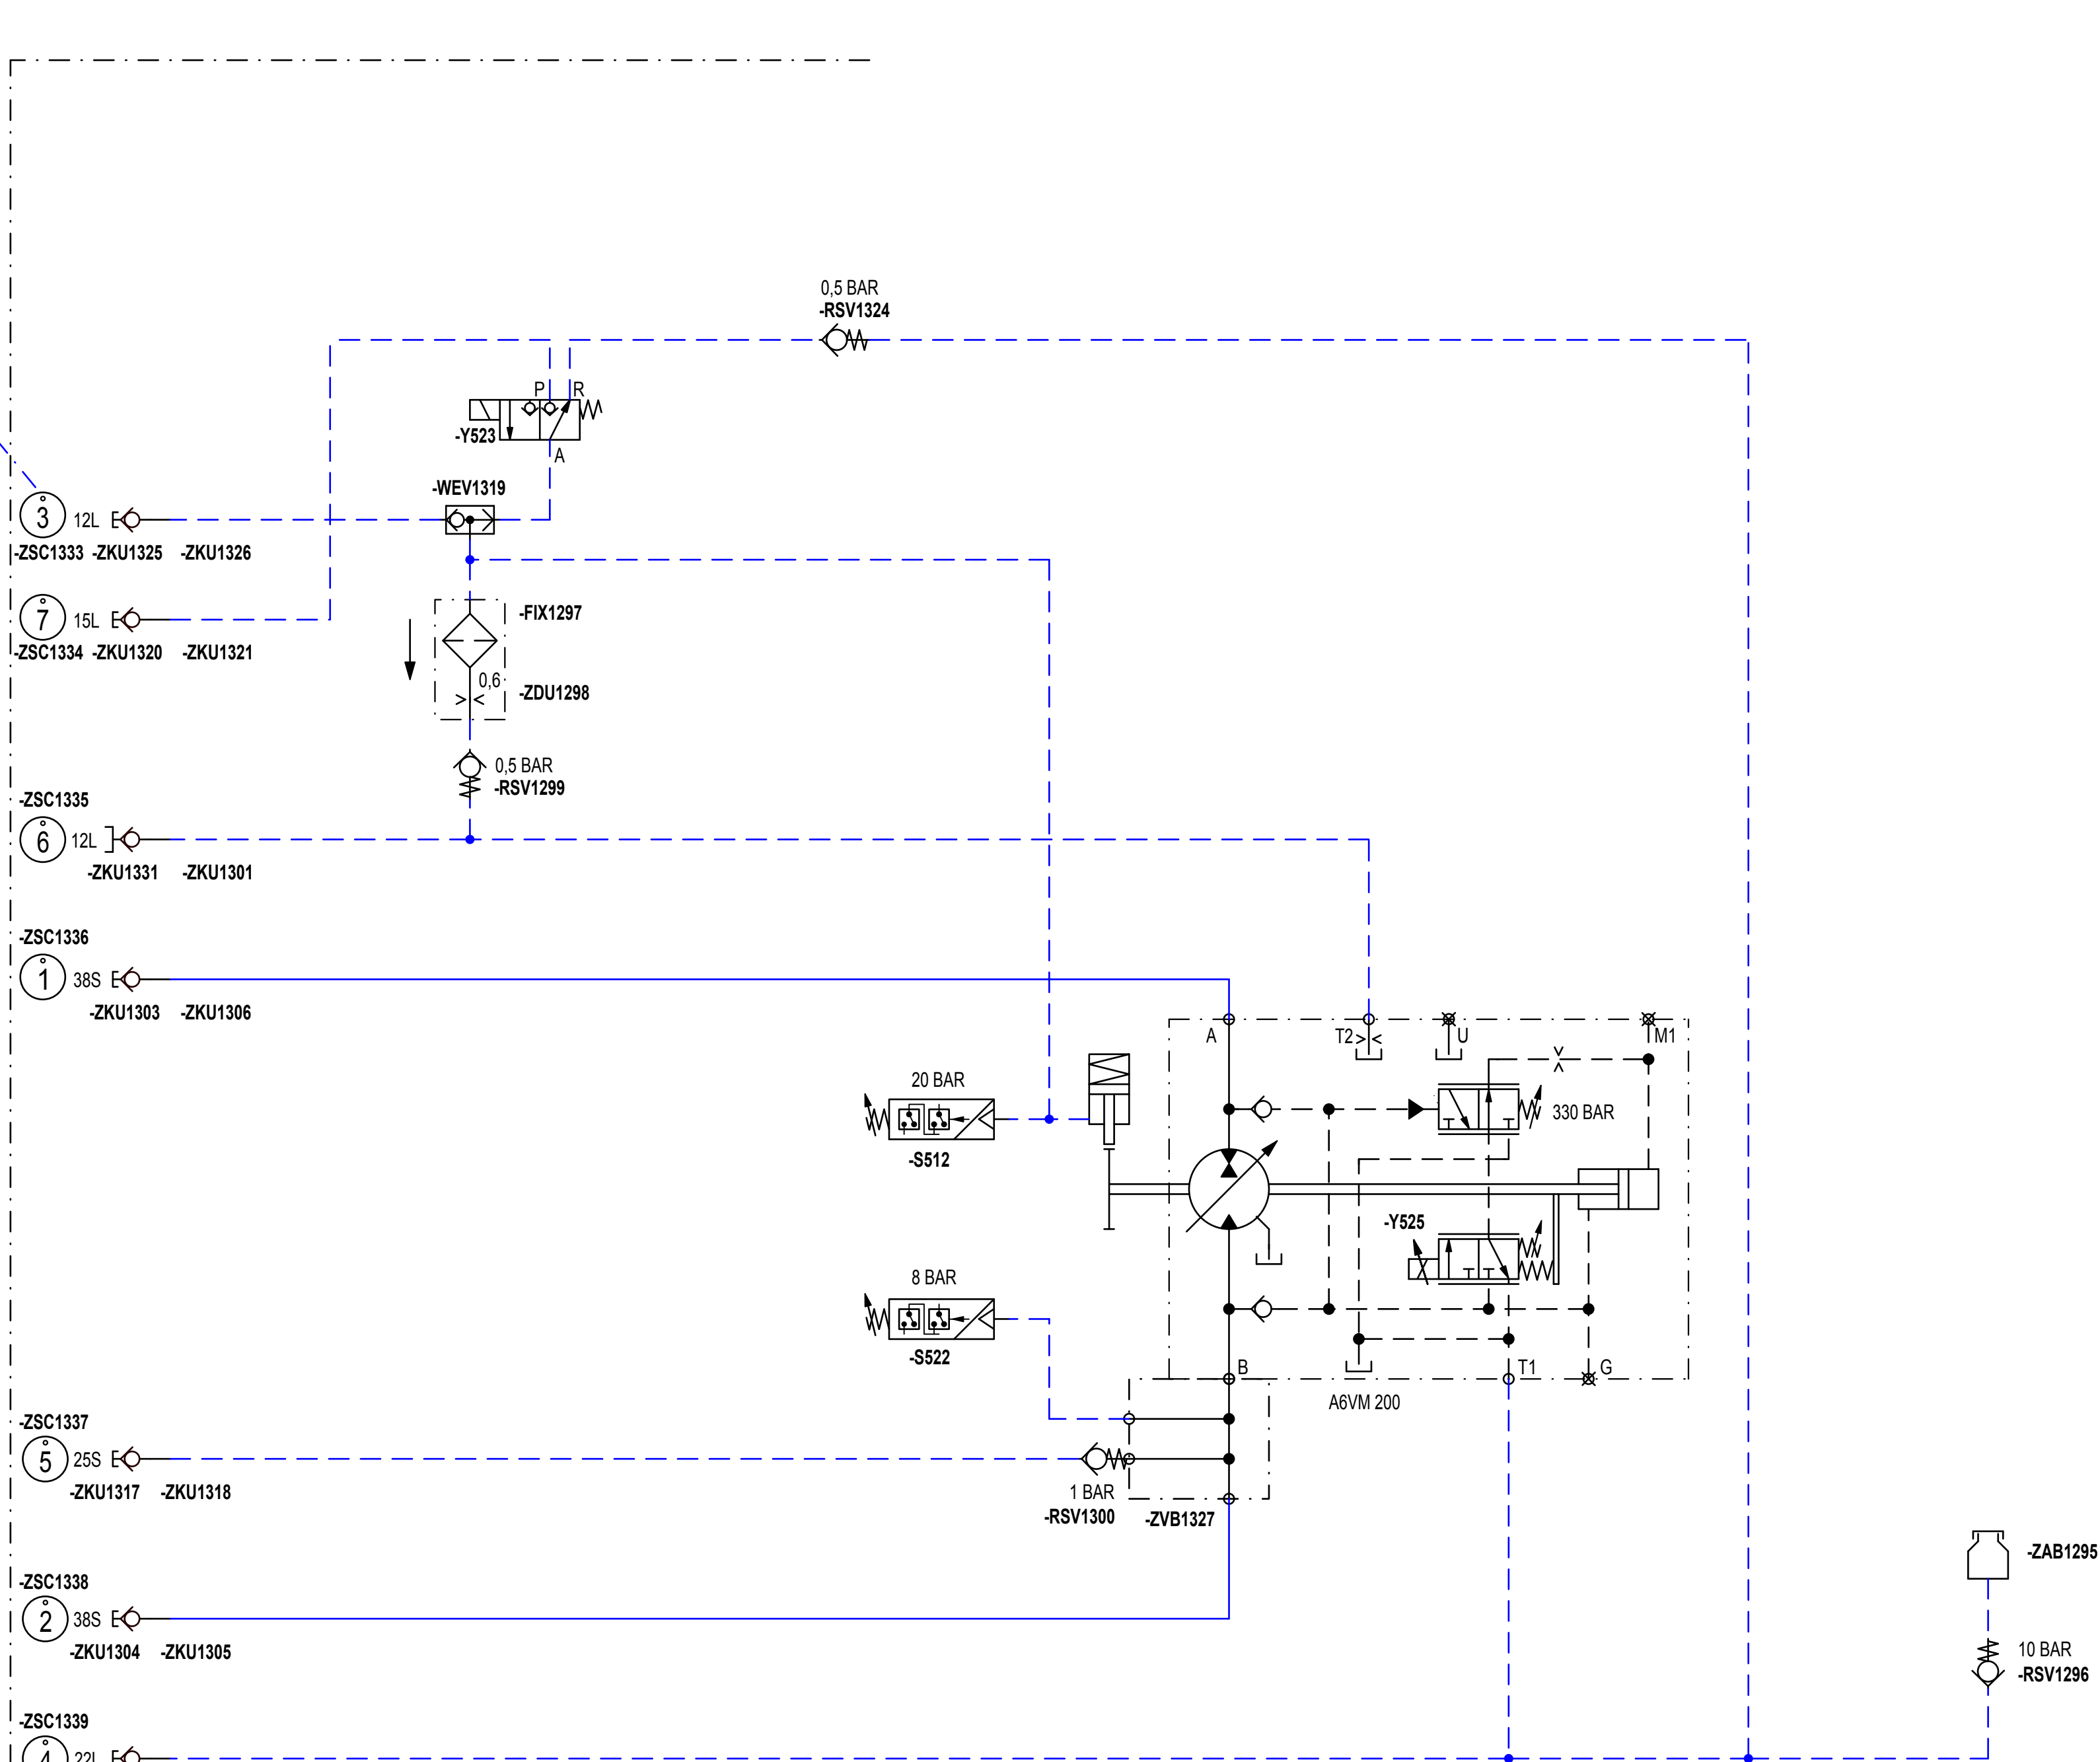 0,5 BAR
-RSV1324
P
R
-Y523
A
-WEV1319
3
12L
-ZSC1333
-ZKU1325
-ZKU1326
7
15L
-ZSC1334
-ZKU1320
-ZKU1321
-FIX1297
0,6
-ZDU1298
0,5 BAR
-RSV1299
-ZSC1335
6
12L
-ZKU1331
-ZKU1301
-ZSC1336
1
38S
-ZKU1303
-ZKU1306
A
T2
U
M1
20 BAR
-S512
330 BAR
-Y525
8 BAR
-S522
B
T1
G
A6VM 200
-ZSC1337
5
25S
-ZKU1317
-ZKU1318
1 BAR
-RSV1300
-ZVB1327
-ZAB1295
-ZSC1338
2
38S
-ZKU1304
-ZKU1305
10 BAR
-RSV1296
-ZSC1339
4
22L